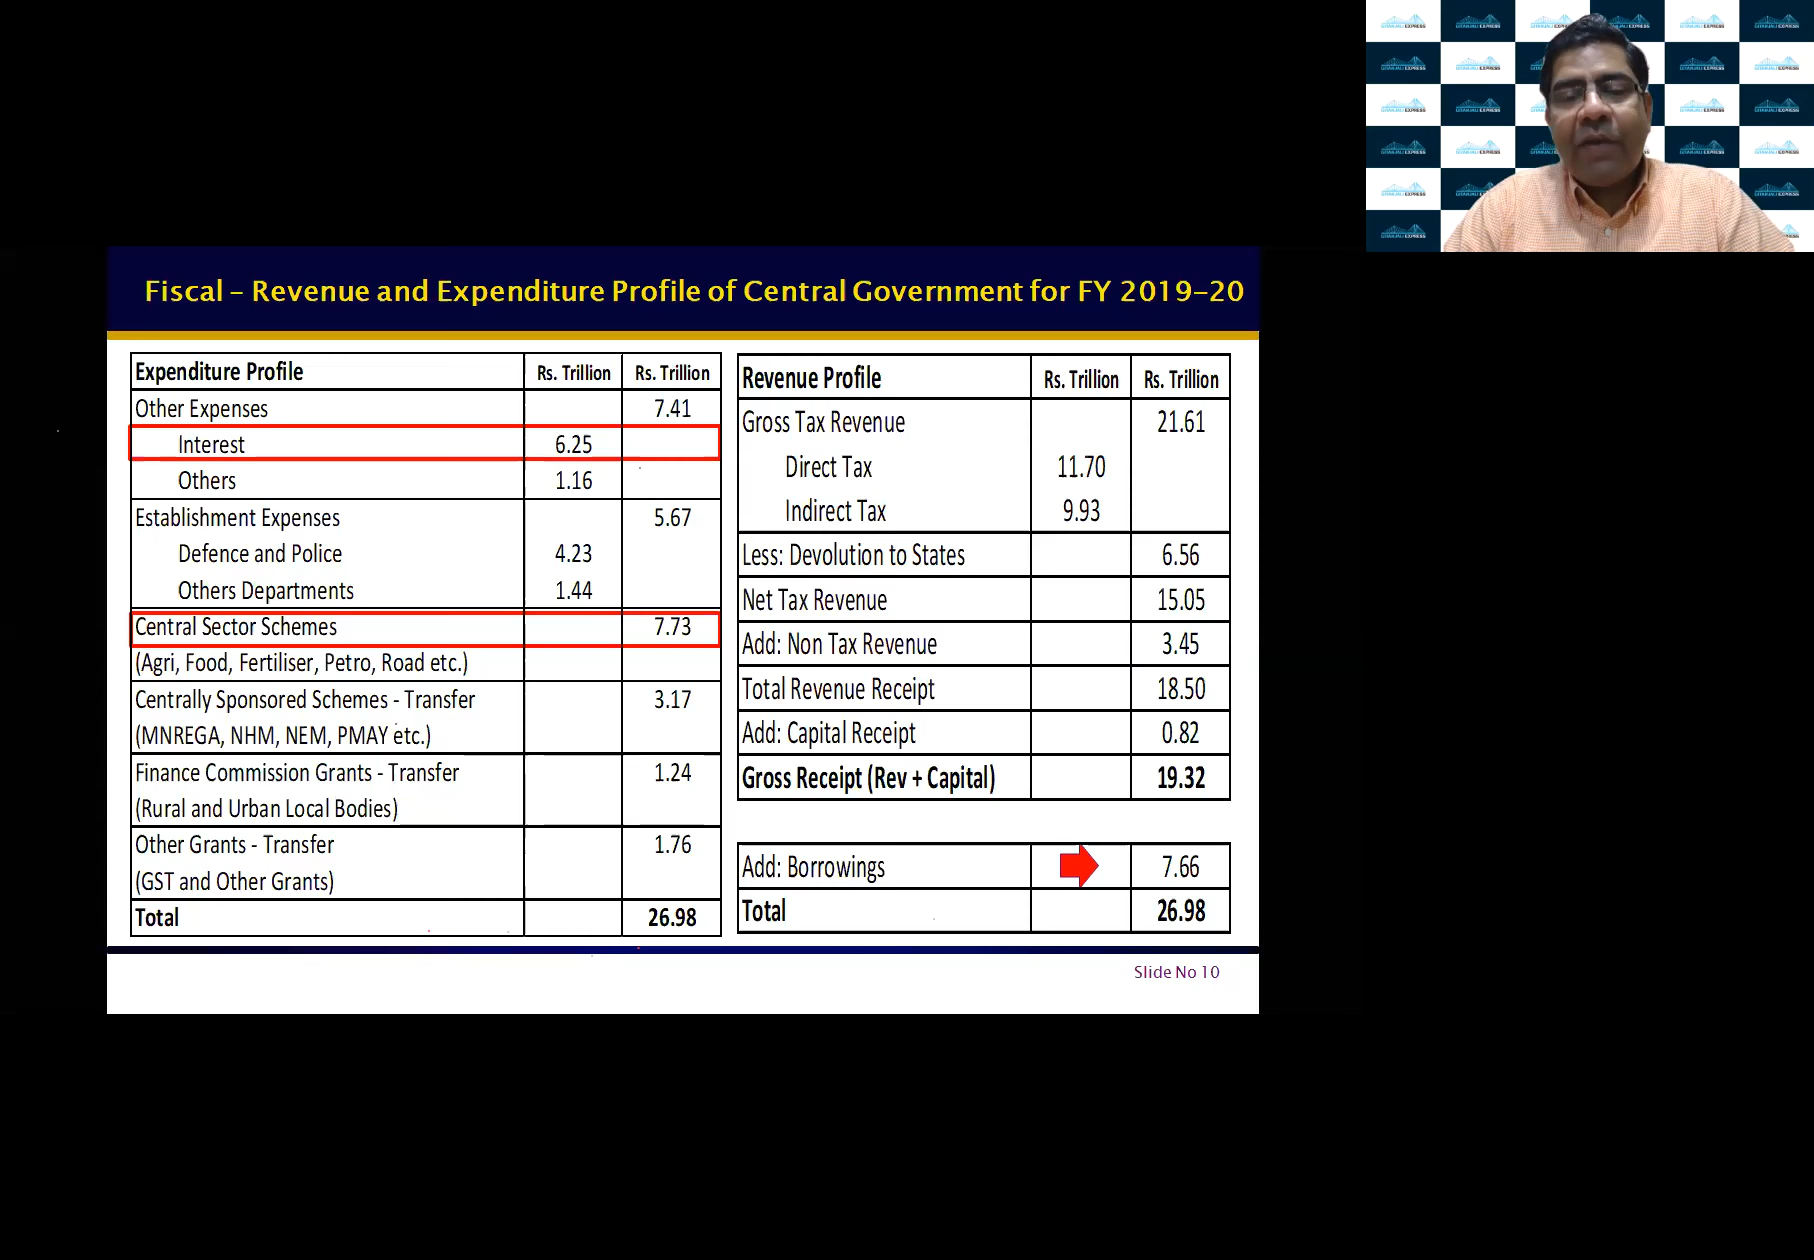 Fiscal – Revenue and Expenditure Profile of Central Government for FY 2019-20
Expenditure Profile Rs. Trillion Rs. Trillion
Other Expenses 7.41
Interest 6.25
Others 1.16
Establishment Expenses 5.67
Defence and Police 4.23
Others Departments 1.44
Central Sector Schemes 7.73
(Agri, Food, Fertiliser, Petro, Road etc.)
Centrally Sponsored Schemes - Transfer 3.17
(MNREGA, NHM, NEM, PMAY etc.)
Finance Commission Grants - Transfer 1.24
(Rural and Urban Local Bodies)
Other Grants - Transfer 1.76
(GST and Other Grants)
Total 26.98
Revenue Profile Rs. Trillion Rs. Trillion
Gross Tax Revenue 21.61
Direct Tax 11.70
Indirect Tax 9.93
Less: Devolution to States 6.56
Net Tax Revenue 15.05
Add: Non Tax Revenue 3.45
Total Revenue Receipt 18.50
Add: Capital Receipt 0.82
Gross Receipt (Rev + Capital) 19.32
Add: Borrowings 7.66
Total 26.98
Slide No 10